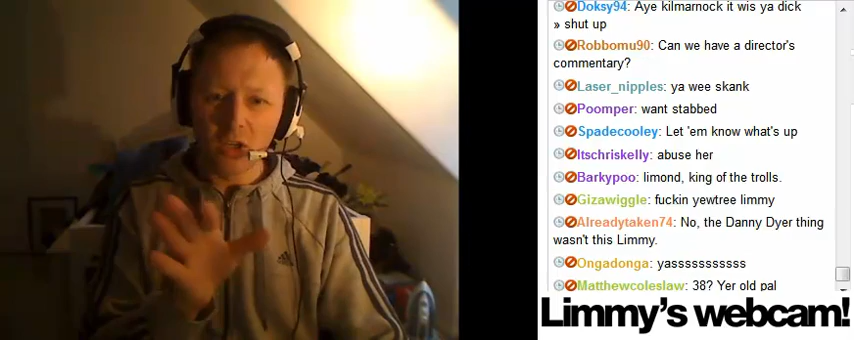 Doksy94: Aye kilmarnock it wis ya dick
» shut up
Robbomu90: Can we have a director's
commentary?
Laser_nipples: ya wee skank
Poomper: want stabbed
Spadecooley: Let 'em know what's up
Itschriskelly: abuse her
Barkypoo: limond, king of the trolls.
Gizawiggle: fuckin yewtree limmy
Alreadytaken74: No, the Danny Dyer thing
wasn't this Limmy.
Ongadonga: yasssssssssss
Matthewcoleslaw: 38? Yer old pal
Limmy's webcam!